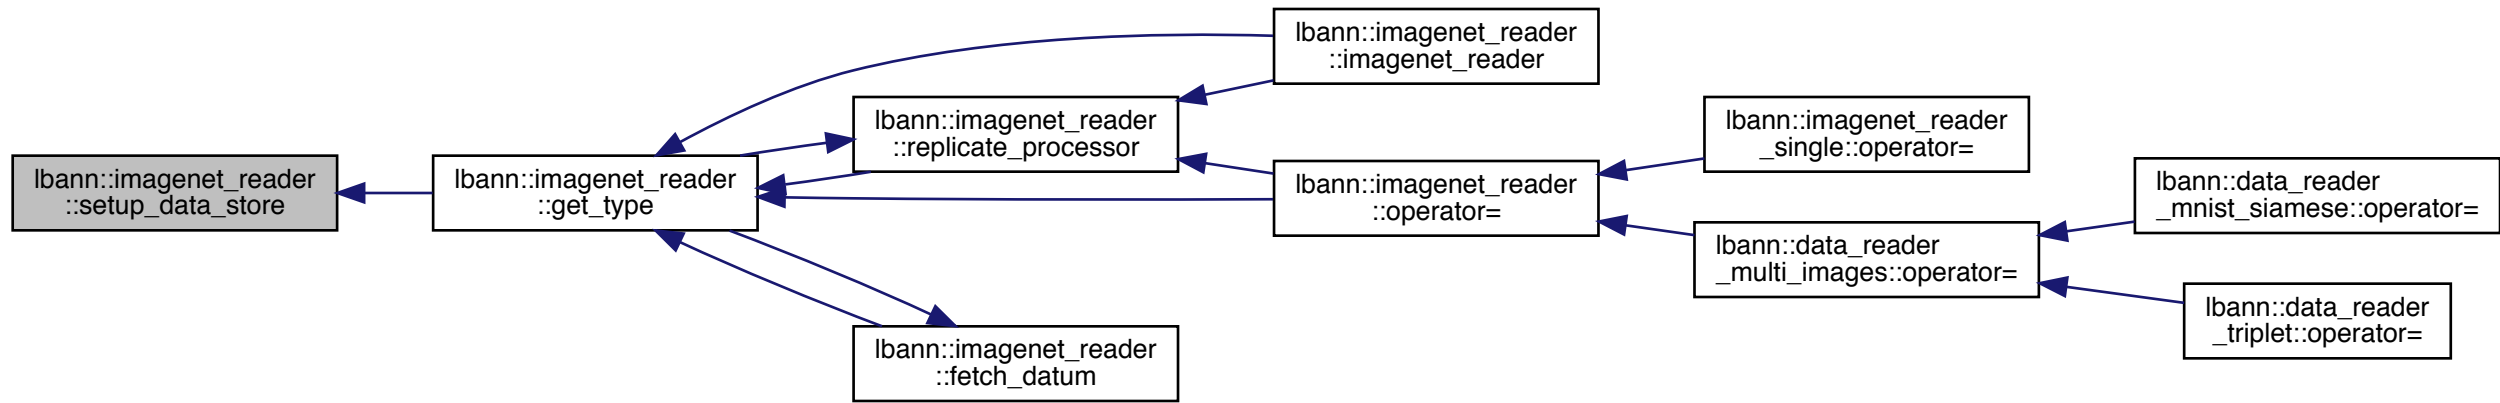 lbann::imagenet_reader
::setup_data_store
lbann::imagenet_reader
::get_type
lbann::imagenet_reader
::imagenet_reader
lbann::imagenet_reader
::replicate_processor
lbann::imagenet_reader
::operator=
lbann::imagenet_reader
::fetch_datum
lbann::imagenet_reader
_single::operator=
lbann::data_reader
_multi_images::operator=
lbann::data_reader
_mnist_siamese::operator=
lbann::data_reader
_triplet::operator=